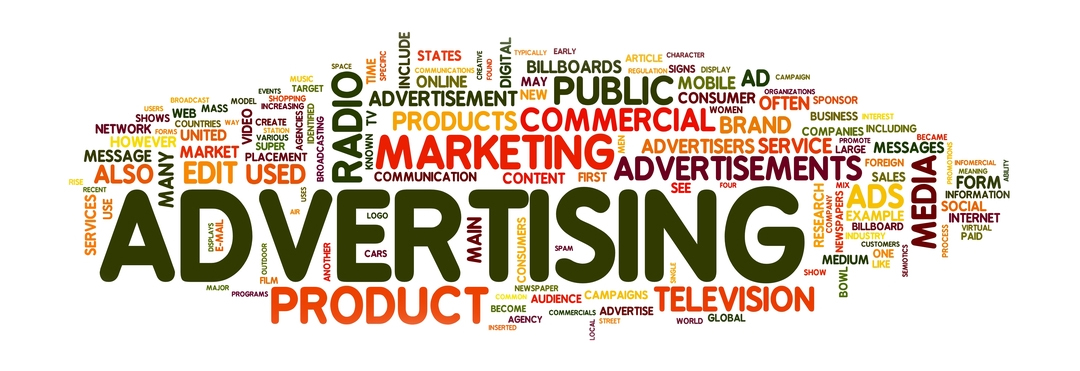 INCLUDE
STATES
TYPICALLY
EARLY
DIGITAL
CREATIVE
FOUND
ARTICLE
CHARACTER
SPACE
TIME
SPECIFIC
COMMUNICATIONS
BILLBOARDS
REGULATION
SIGNS
DISPLAY
MUSIC
TARGET
ONLINE
MAY
PUBLIC
MOBILE
AD
CAMPAIGN
EVENTS
RADIO
ADVERTISEMENT
NEW
CONSUMER
ORGANIZATIONS
BROADCAST
MODEL
SHOPPING
OFTEN
SPONSOR
USERS
WEB
MASS
INCREASING
IDENTIFIED
TV
PRODUCTS
COMMERCIAL
WOMEN
BRAND
BUSINESS
INTEREST
SHOWS
COUNTRIES
WAY
VIDEO
CREATE
AGENCIES
NETWORK
FORMS
UNITED
STATION
COMPANIES
INCLUDING
HOWEVER
VARIOUS
SUPER
BROADCASTING
KNOWN
MARKETING
MEN
ADVERTISERS
SERVICE
PROMOTE
LARGE
MESSAGES
BECAME
MESSAGE
MARKET
PLACEMENT
ADVERTISEMENTS
FOREIGN
MEDIA
PROMOTIONS
INFOMERCIAL
ABILITY
ALSO
MANY
EDIT
USED
COMMUNICATION
CONTENT
FIRST
SALES
MEANING
FORM
RISE
RECENT
USES
SEE
FOUR
MIX
ADS
INFORMATION
SERVICES
USE
ADVERTISING
RESEARCH
COMPANY
NEWSPAPERS
SOCIAL
AIR
LOGO
EXAMPLE
INTERNET
DISPLAYS
E-MAIL
MAIN
CONSUMERS
BILLBOARD
VIRTUAL
INDUSTRY
PAID
OUTDOOR
ANOTHER
CARS
SPAM
CUSTOMERS
PROCESS
MEDIUM
ONE
LIKE
SEMIOTICS
FILM
SINGLE
SHOW
BOWL
MAJOR
PROGRAMS
PRODUCT
NEWSPAPER
COMMON
AUDIENCE
CAMPAIGNS
TELEVISION
BECOME
COMMERCIALS
ADVERTISE
AGENCY
INSERTED
LOCAL
STREET
WORLD
GLOBAL